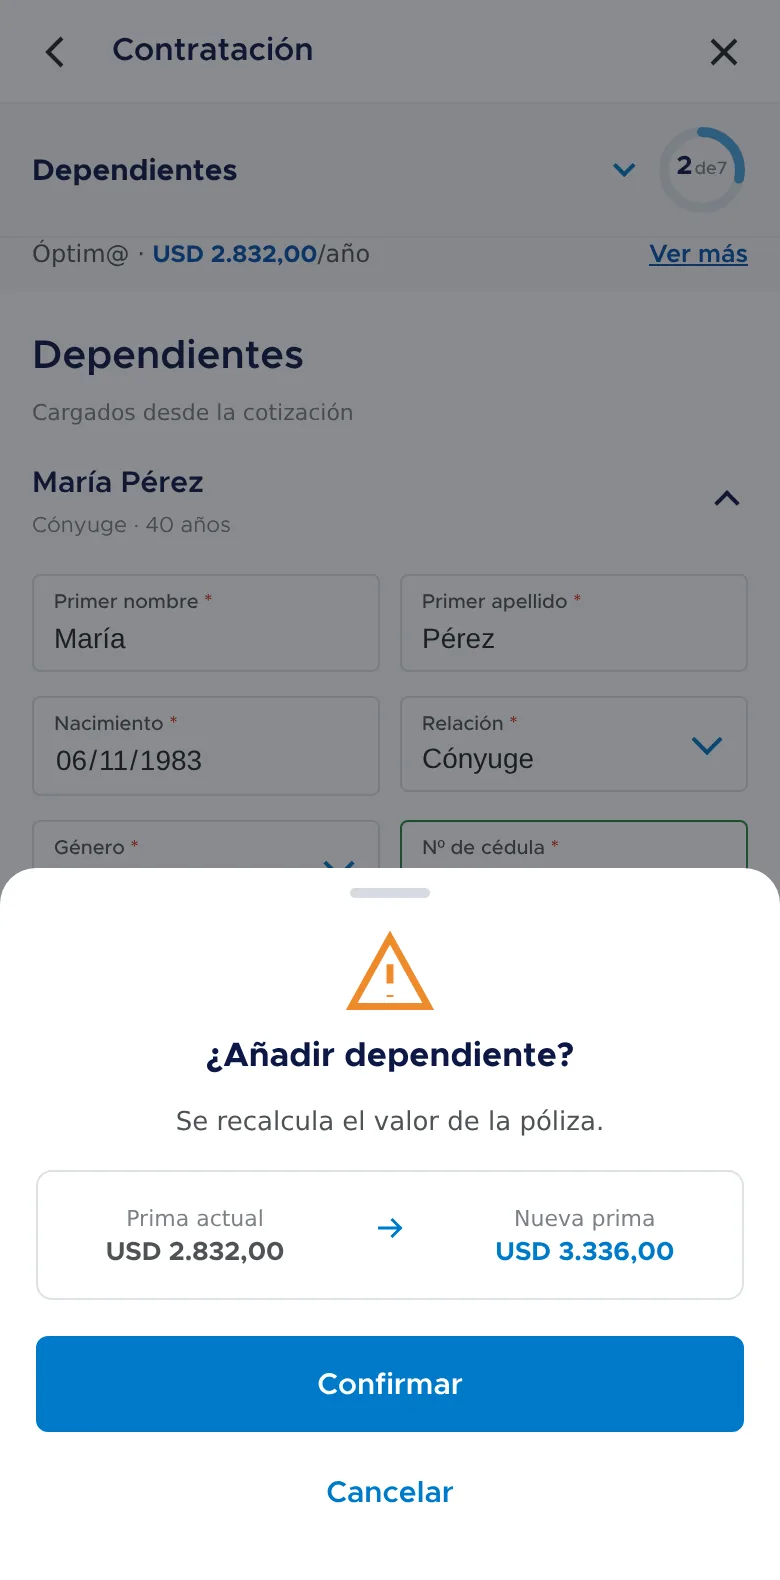 Contratación
Dependientes
2 de7
Óptim@ · USD 2.832,00/año
Ver más
Dependientes
Cargados desde la cotización
María Pérez
Cónyuge · 40 años
Primer nombre *
Primer apellido *
María
Pérez
Nacimiento *
Relación *
06/11/1983
Cónyuge
Género *
Nº de cédula *
¿Añadir dependiente?
Se recalcula el valor de la póliza.
Prima actual
Nueva prima
USD 2.832,00
USD 3.336,00
Confirmar
Cancelar